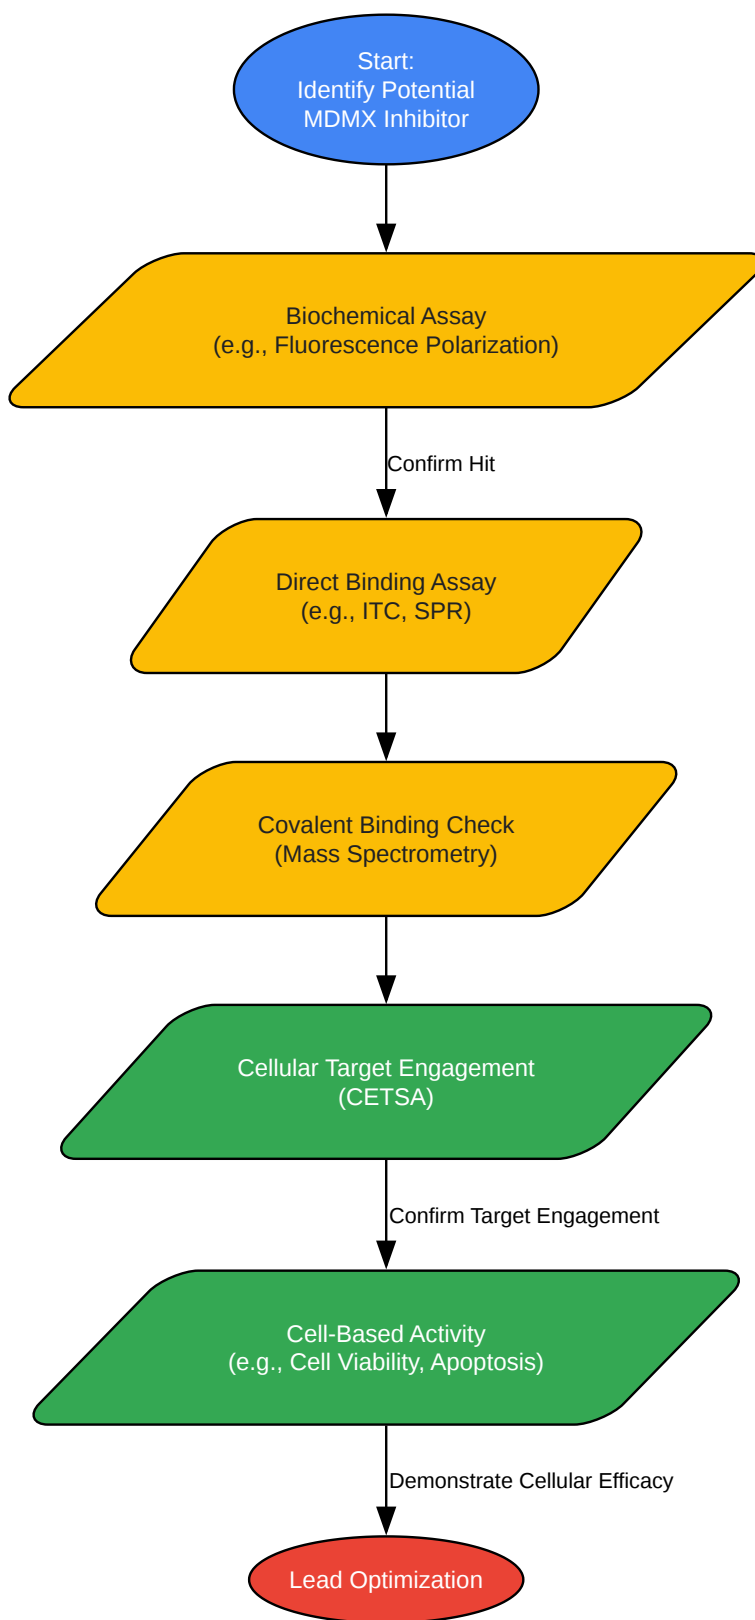 Start:
Identify Potential
MDMX Inhibitor
Biochemical Assay
(e.g., Fluorescence Polarization)
Confirm Hit
Direct Binding Assay
(e.g., ITC, SPR)
Covalent Binding Check
(Mass Spectrometry)
Cellular Target Engagement
(CETSA)
Confirm Target Engagement
Cell-Based Activity
(e.g., Cell Viability, Apoptosis)
Demonstrate Cellular Efficacy
Lead Optimization